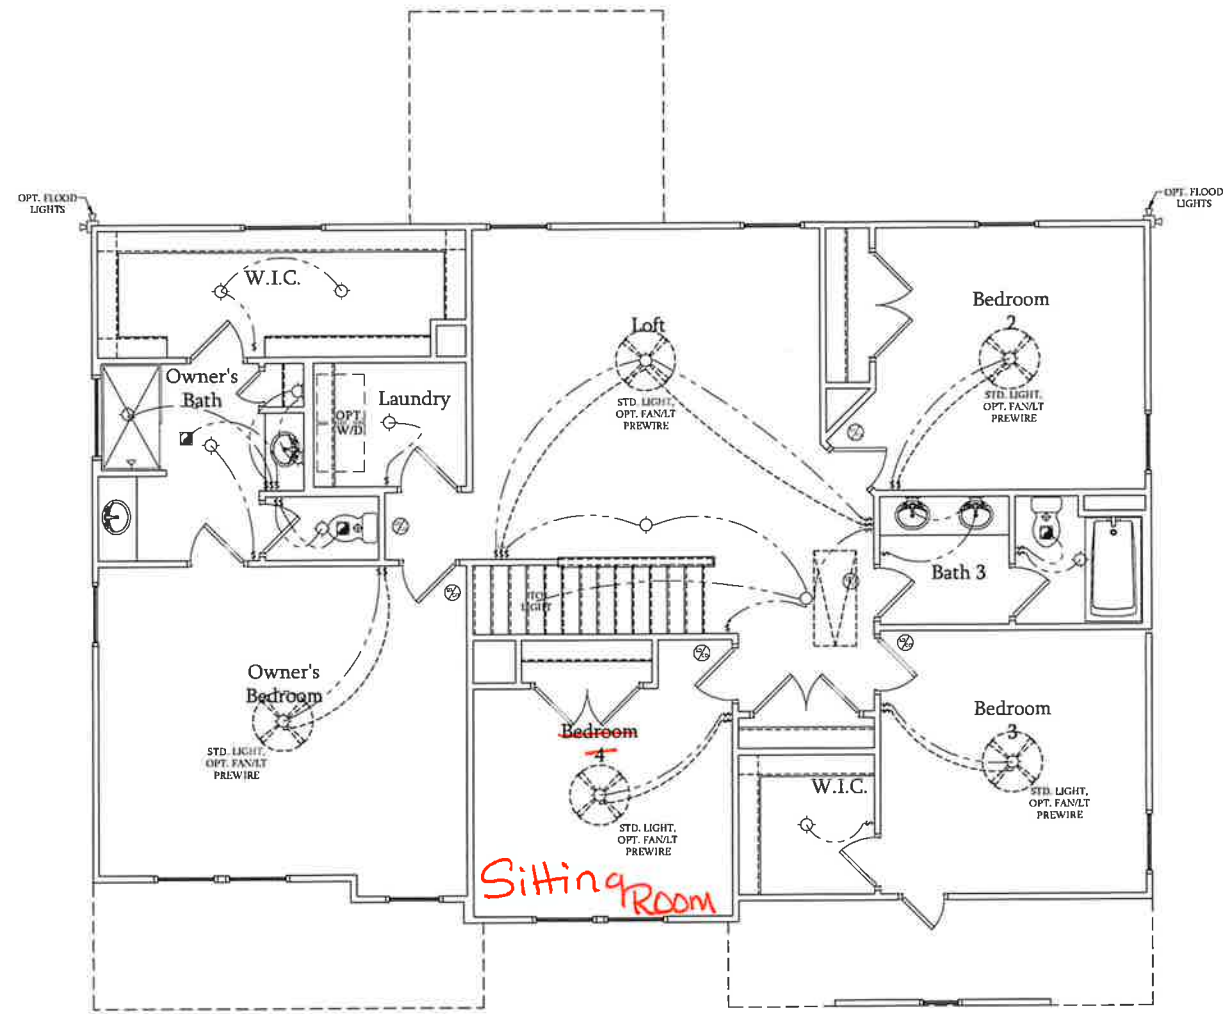 OPT. FLOOD
LIGHTS
OPT. FLOOD
LIGHTS
W.I.C.
Loft
Bedroom
2
STD. LIGHT,
OPT. FAN/LT
PREWIRE
Owner's
Bath
Laundry
OPT.
W/D
STD. LIGHT,
OPT. FAN/LT
PREWIRE
Bath 3
TO
LIGHT
Owner's
Bedroom
STD. LIGHT,
OPT. FAN/LT
PREWIRE
Bedroom
4
STD. LIGHT,
OPT. FAN/LT
PREWIRE
Sitting
Room
W.I.C.
Bedroom
3
STD. LIGHT,
OPT. FAN/LT
PREWIRE